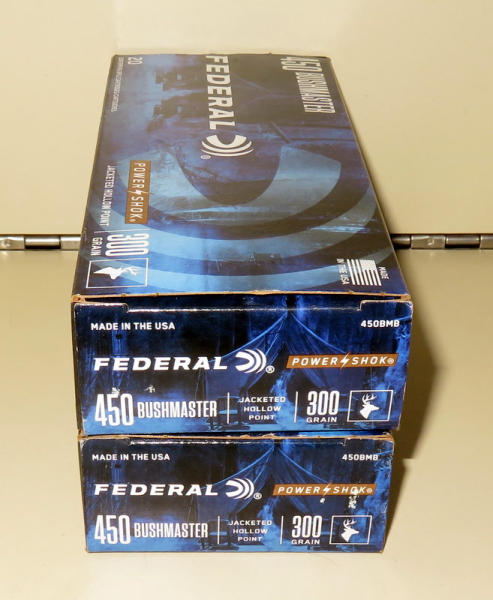 450 BUSHMASTER
FEDERAL®
20
POWER SHOK®
JACKETED HOLLOW POINT
300
GRAIN
MADE
IN THE USA
MADE IN THE USA
450BMB
FEDERAL®
POWER SHOK®
450 BUSHMASTER
JACKETED
HOLLOW
POINT
300
GRAIN
MADE IN THE USA
450BMB
FEDERAL®
POWER SHOK®
450 BUSHMASTER
JACKETED
HOLLOW
POINT
300
GRAIN